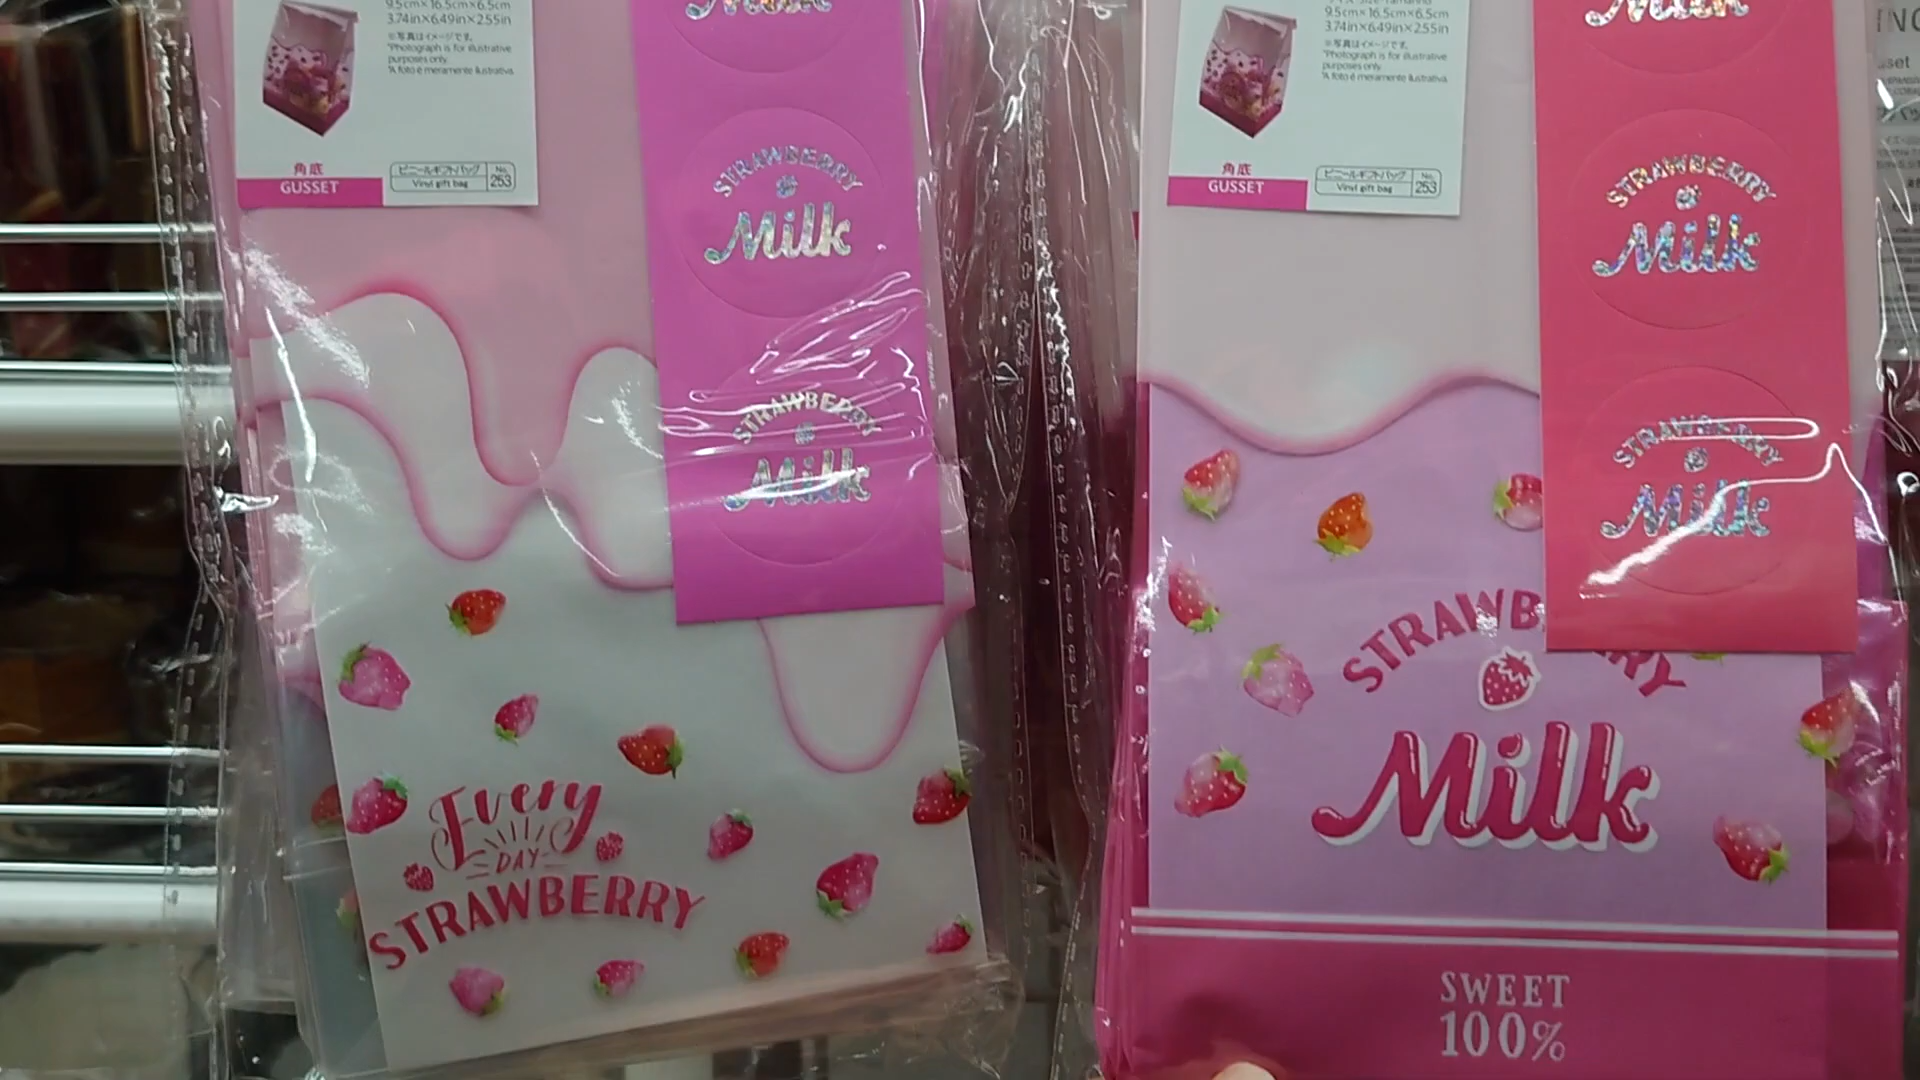 9.5cm×16.5cm×6.5cm
3.74in×6.49in×2.55in
※写真はイメージです。
*Photograph is for illustrative
purposes only.
*A foto é meramente ilustrativa.
角底
GUSSET
ビニールギフトバッグ
Vinyl gift bag
No.
253
Milk
STRAWBERRY
Milk
STRAWBERRY
Milk
Every
DAY
STRAWBERRY
9.5cm×16.5cm×6.5cm
3.74in×6.49in×2.55in
※写真はイメージです。
*Photograph is for illustrative
purposes only.
*A foto é meramente ilustrativa.
角底
GUSSET
ビニールギフトバッグ
Vinyl gift bag
No.
253
Milk
STRAWBERRY
Milk
STRAWBERRY
Milk
STRAWB RRY
Milk
SWEET
100%